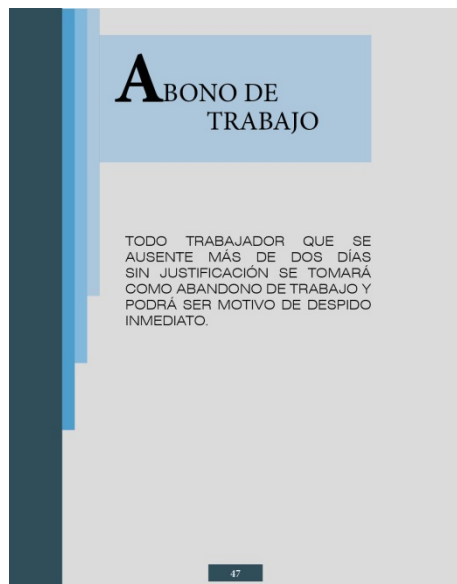 ABONO DE
TRABAJO
TODO TRABAJADOR QUE SE
AUSENTE MÁS DE DOS DÍAS
SIN JUSTIFICACIÓN SE TOMARÁ
COMO ABANDONO DE TRABAJO Y
PODRÁ SER MOTIVO DE DESPIDO
INMEDIATO.
47